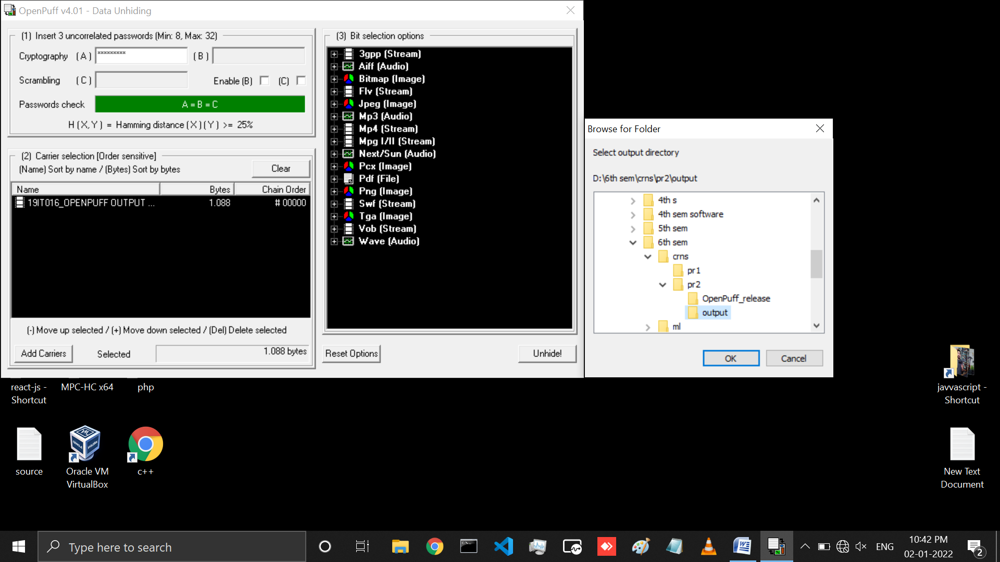 OpenPuff v4.01 - Data Unhiding
(1) Insert 3 uncorrelated passwords (Min: 8, Max: 32)
Cryptography (A) ********* (B)
Scrambling (C) Enable (B) (C)
Passwords check A = B = C
H ( X, Y ) = Hamming distance ( X ) ( Y ) >= 25%
(2) Carrier selection [Order sensitive]
(Name) Sort by name / (Bytes) Sort by bytes
Clear
Name Bytes Chain Order
19IT016_OPENPUFF OUTPUT ... 1.088 # 00000
(-) Move up selected / (+) Move down selected / (Del) Delete selected
Add Carriers Selected 1.088 bytes
(3) Bit selection options
3gpp (Stream)
Aiff (Audio)
Bitmap (Image)
Flv (Stream)
Jpeg (Image)
Mp3 (Audio)
Mp4 (Stream)
Mpg I/II (Stream)
Next/Sun (Audio)
Pcx (Image)
Pdf (File)
Png (Image)
Swf (Stream)
Tga (Image)
Vob (Stream)
Wave (Audio)
Reset Options Unhide!
Browse for Folder
Select output directory
D:\6th sem\crns\pr2\output
4th s
4th sem software
5th sem
6th sem
crns
pr1
pr2
OpenPuff_release
output
ml
OK Cancel
react-js -
Shortcut
MPC-HC x64
php
javvascript -
Shortcut
source
Oracle VM
VirtualBox
c++
New Text
Document
Type here to search
ENG
10:42 PM
02-01-2022
2